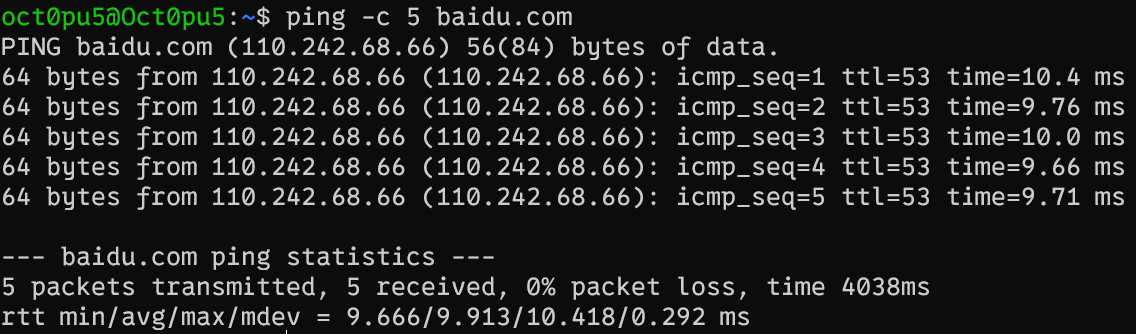 oct0pu5@Oct0pu5:~$ ping -c 5 baidu.com
PING baidu.com (110.242.68.66) 56(84) bytes of data.
64 bytes from 110.242.68.66 (110.242.68.66): icmp_seq=1 ttl=53 time=10.4 ms
64 bytes from 110.242.68.66 (110.242.68.66): icmp_seq=2 ttl=53 time=9.76 ms
64 bytes from 110.242.68.66 (110.242.68.66): icmp_seq=3 ttl=53 time=10.0 ms
64 bytes from 110.242.68.66 (110.242.68.66): icmp_seq=4 ttl=53 time=9.66 ms
64 bytes from 110.242.68.66 (110.242.68.66): icmp_seq=5 ttl=53 time=9.71 ms

--- baidu.com ping statistics ---
5 packets transmitted, 5 received, 0% packet loss, time 4038ms
rtt min/avg/max/mdev = 9.666/9.913/10.418/0.292 ms